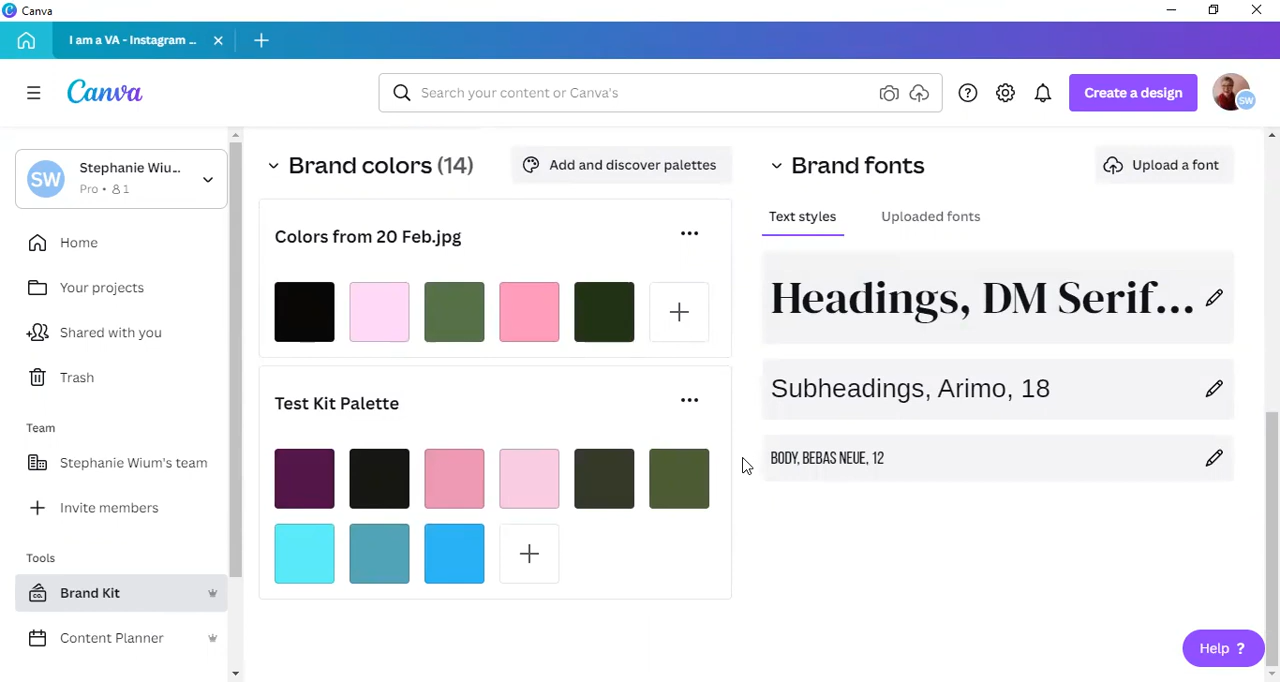 Canva
I am a VA - Instagram ...
Canva
Search your content or Canva's
Create a design
SW
SW
Stephanie Wiu...
Pro • 1
Home
Your projects
Shared with you
Trash
Team
Stephanie Wium's team
Invite members
Tools
Brand Kit
Content Planner
Brand colors (14)
Add and discover palettes
Colors from 20 Feb.jpg
Test Kit Palette
Brand fonts
Upload a font
Text styles
Uploaded fonts
Headings, DM Serif...
Subheadings, Arimo, 18
BODY, BEBAS NEUE, 12
Help ?